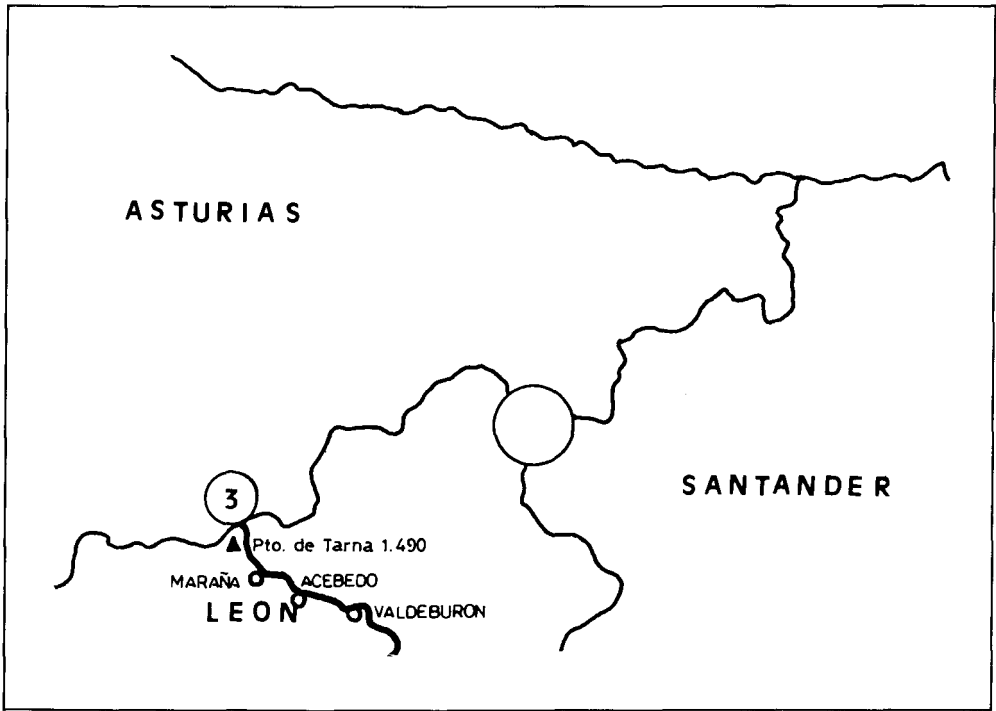 ASTURIAS
SANTANDER
3
Pto. de Tarna 1.490
MARAÑA
ACEBEDO
LEON
VALDEBURON